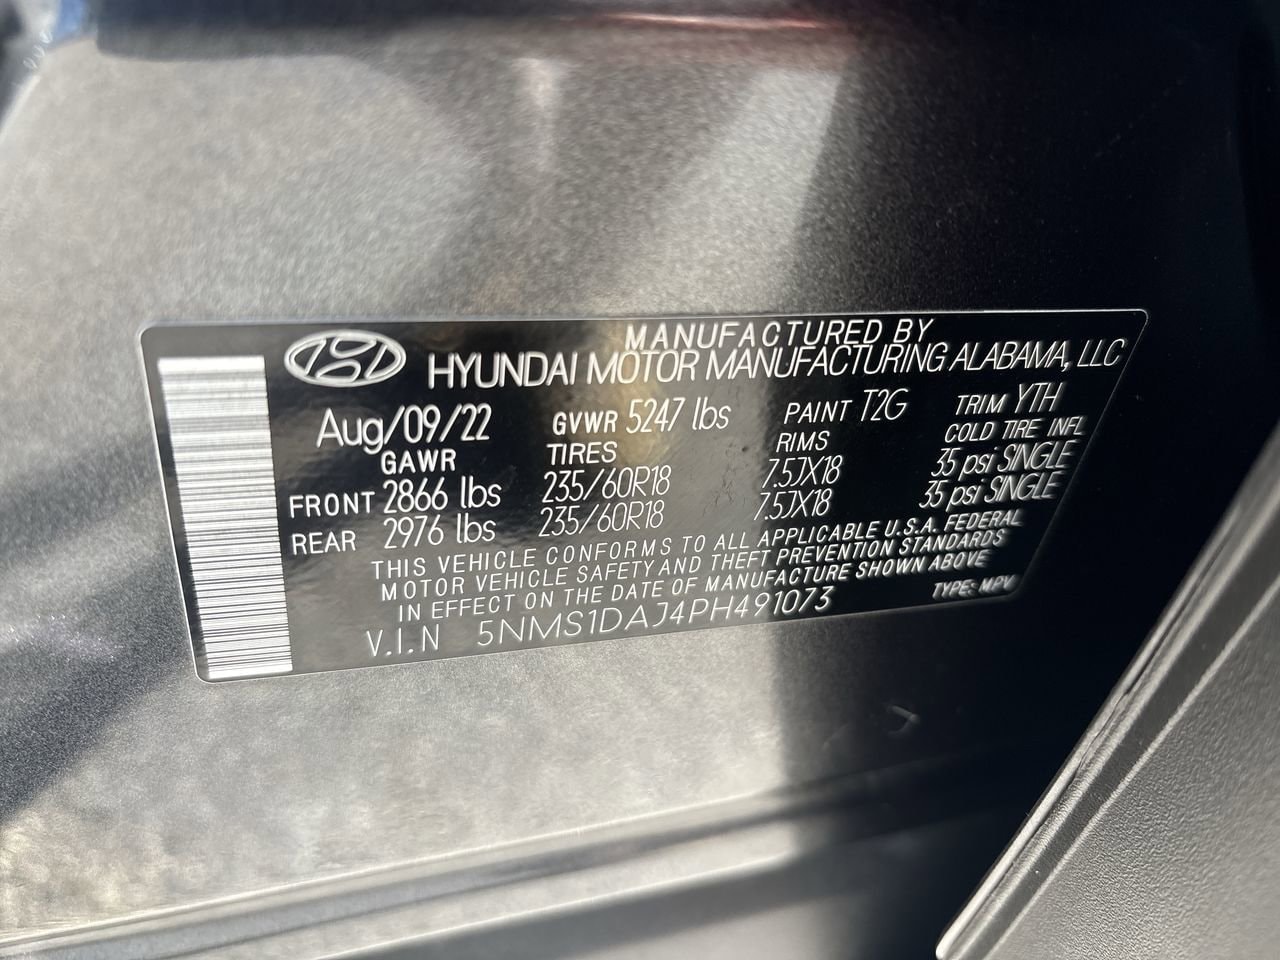 MANUFACTURED BY
HYUNDAI MOTOR MANUFACTURING ALABAMA, LLC
Aug/09/22 GVWR 5247 lbs PAINT T2G TRIM YTH
GAWR TIRES RIMS COLD TIRE INFL
FRONT 2866 lbs 235/60R18 7.5JX18 35 psi SINGLE
REAR 2976 lbs 235/60R18 7.5JX18 35 psi SINGLE
THIS VEHICLE CONFORMS TO ALL APPLICABLE U.S.A. FEDERAL
MOTOR VEHICLE SAFETY AND THEFT PREVENTION STANDARDS
IN EFFECT ON THE DATE OF MANUFACTURE SHOWN ABOVE
V.I.N 5NMS1DAJ4PH491073 TYPE: MPV